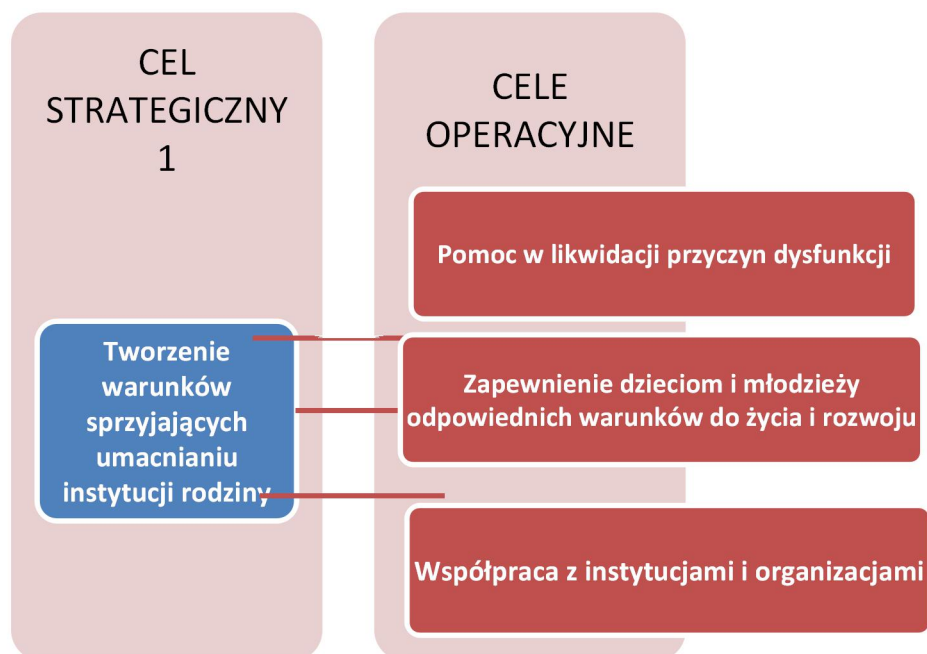 CEL
STRATEGICZNY
1
Tworzenie
warunków
sprzyjających
umacnianiu
instytucji rodziny
CELE
OPERACYJNE
Pomoc w likwidacji przyczyn dysfunkcji
Zapewnienie dzieciom i młodzieży
odpowiednich warunków do życia i rozwoju
Współpraca z instytucjami i organizacjami